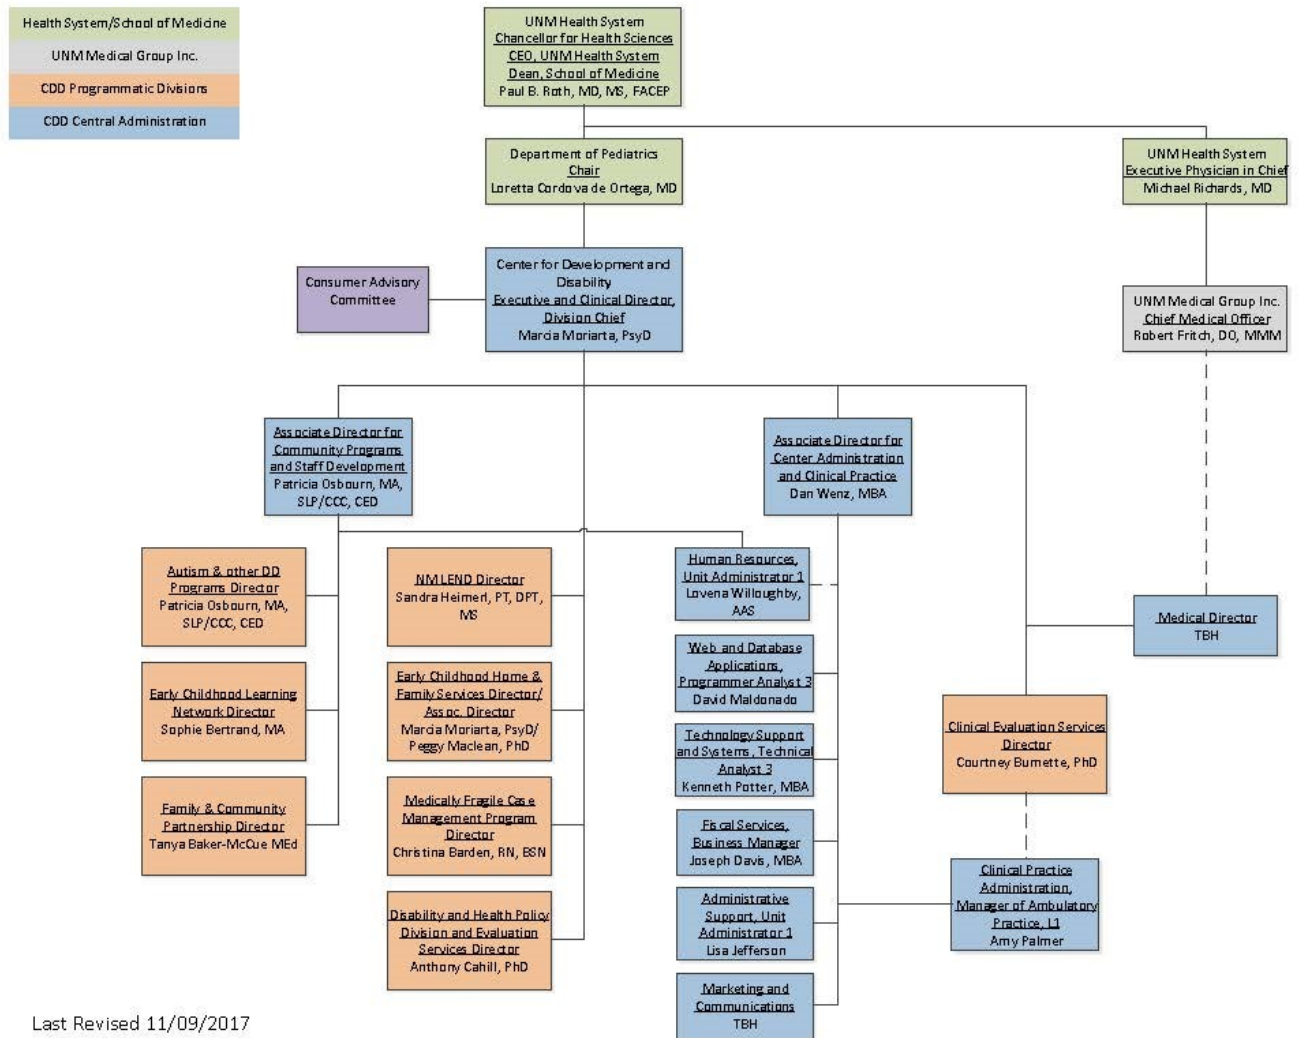 Health System/School of Medicine
UNM Medical Group Inc.
CDD Programmatic Divisions
CDD Central Administration
UNM Health System
Chancellor for Health Sciences
CEO, UNM Health System
Dean, School of Medicine
Paul B. Roth, MD, MS, FACEP
Department of Pediatrics
Chair
Loretta Cordova de Ortega, MD
UNM Health System
Executive Physician in Chief
Michael Richards, MD
Consumer Advisory
Committee
Center for Development and
Disability
Executive and Clinical Director,
Division Chief
Marcia Moriarta, PsyD
UNM Medical Group Inc.
Chief Medical Officer
Robert Fritch, DO, MMM
Associate Director for
Community Programs
and Staff Development
Patricia Osbourn, MA,
SLP/CCC, CED
Associate Director for
Center Administration
and Clinical Practice
Dan Wenz, MBA
Autism & other DD
Programs Director
Patricia Osbourn, MA,
SLP/CCC, CED
Early Childhood Learning
Network Director
Sophie Bertrand, MA
Family & Community
Partnership Director
Tanya Baker-McCue MEd
NM LEND Director
Sandra Heimerl, PT, DPT,
MS
Early Childhood Home &
Family Services Director/
Assoc. Director
Marcia Moriarta, PsyD/
Peggy Maclean, PhD
Medically Fragile Case
Management Program
Director
Christina Barden, RN, BSN
Disability and Health Policy
Division and Evaluation
Services Director
Anthony Cahill, PhD
Human Resources,
Unit Administrator 1
Lovena Willoughby,
AAS
Web and Database
Applications,
Programmer Analyst 3
David Maldonado
Technology Support
and Systems, Technical
Analyst 3
Kenneth Potter, MBA
Fiscal Services,
Business Manager
Joseph Davis, MBA
Administrative
Support, Unit
Administrator 1
Lisa Jefferson
Marketing and
Communications
TBH
Medical Director
TBH
Clinical Evaluation Services
Director
Courtney Burnette, PhD
Clinical Practice
Administration,
Manager of Ambulatory
Practice, L1
Amy Palmer
Last Revised 11/09/2017